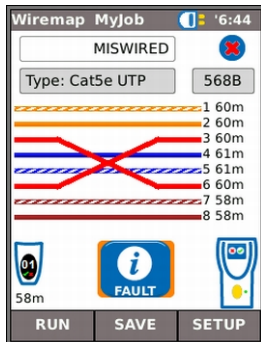 Wiremap MyJob '6:44
MISWIRED
Type: Cat5e UTP 568B
1 60m
2 60m
3 60m
4 61m
5 61m
6 60m
7 58m
8 58m
01
58m
i
FAULT
RUN SAVE SETUP